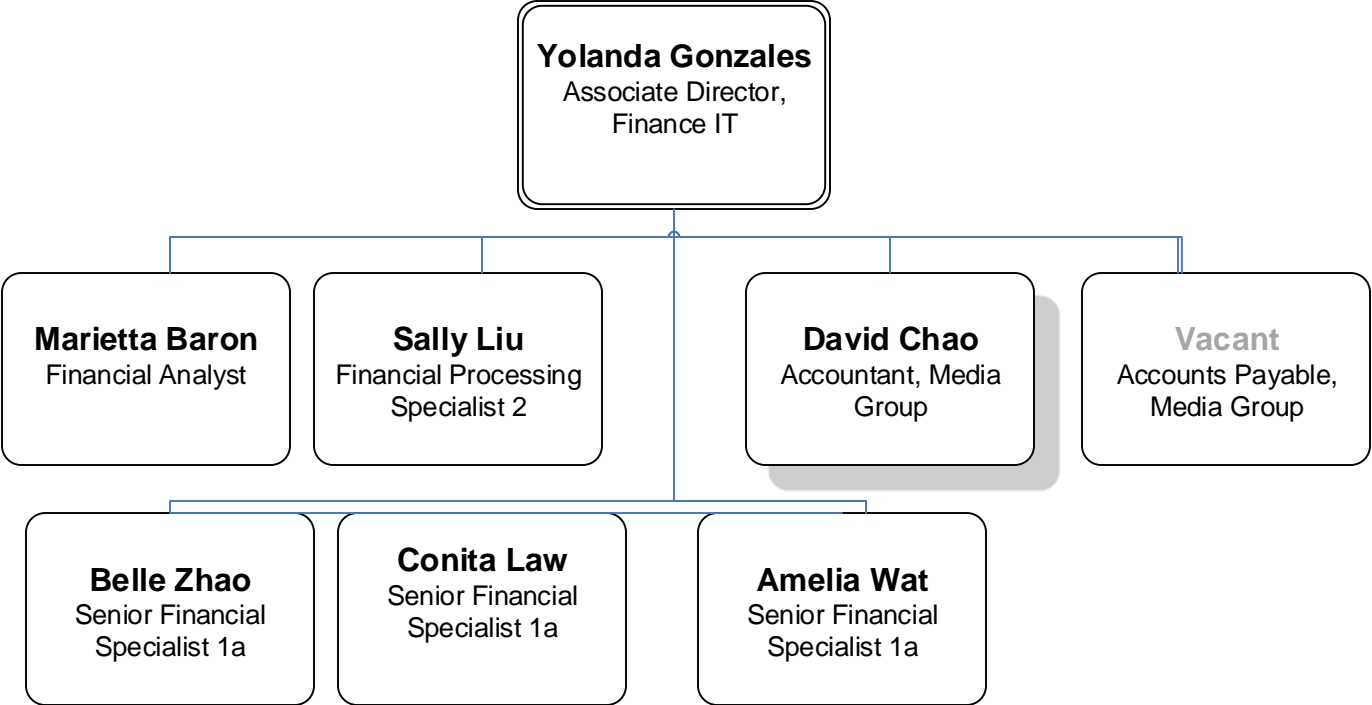 Yolanda Gonzales
Associate Director,
Finance IT
Marietta Baron
Financial Analyst
Sally Liu
Financial Processing
Specialist 2
David Chao
Accountant, Media
Group
Vacant
Accounts Payable,
Media Group
Belle Zhao
Senior Financial
Specialist 1a
Conita Law
Senior Financial
Specialist 1a
Amelia Wat
Senior Financial
Specialist 1a